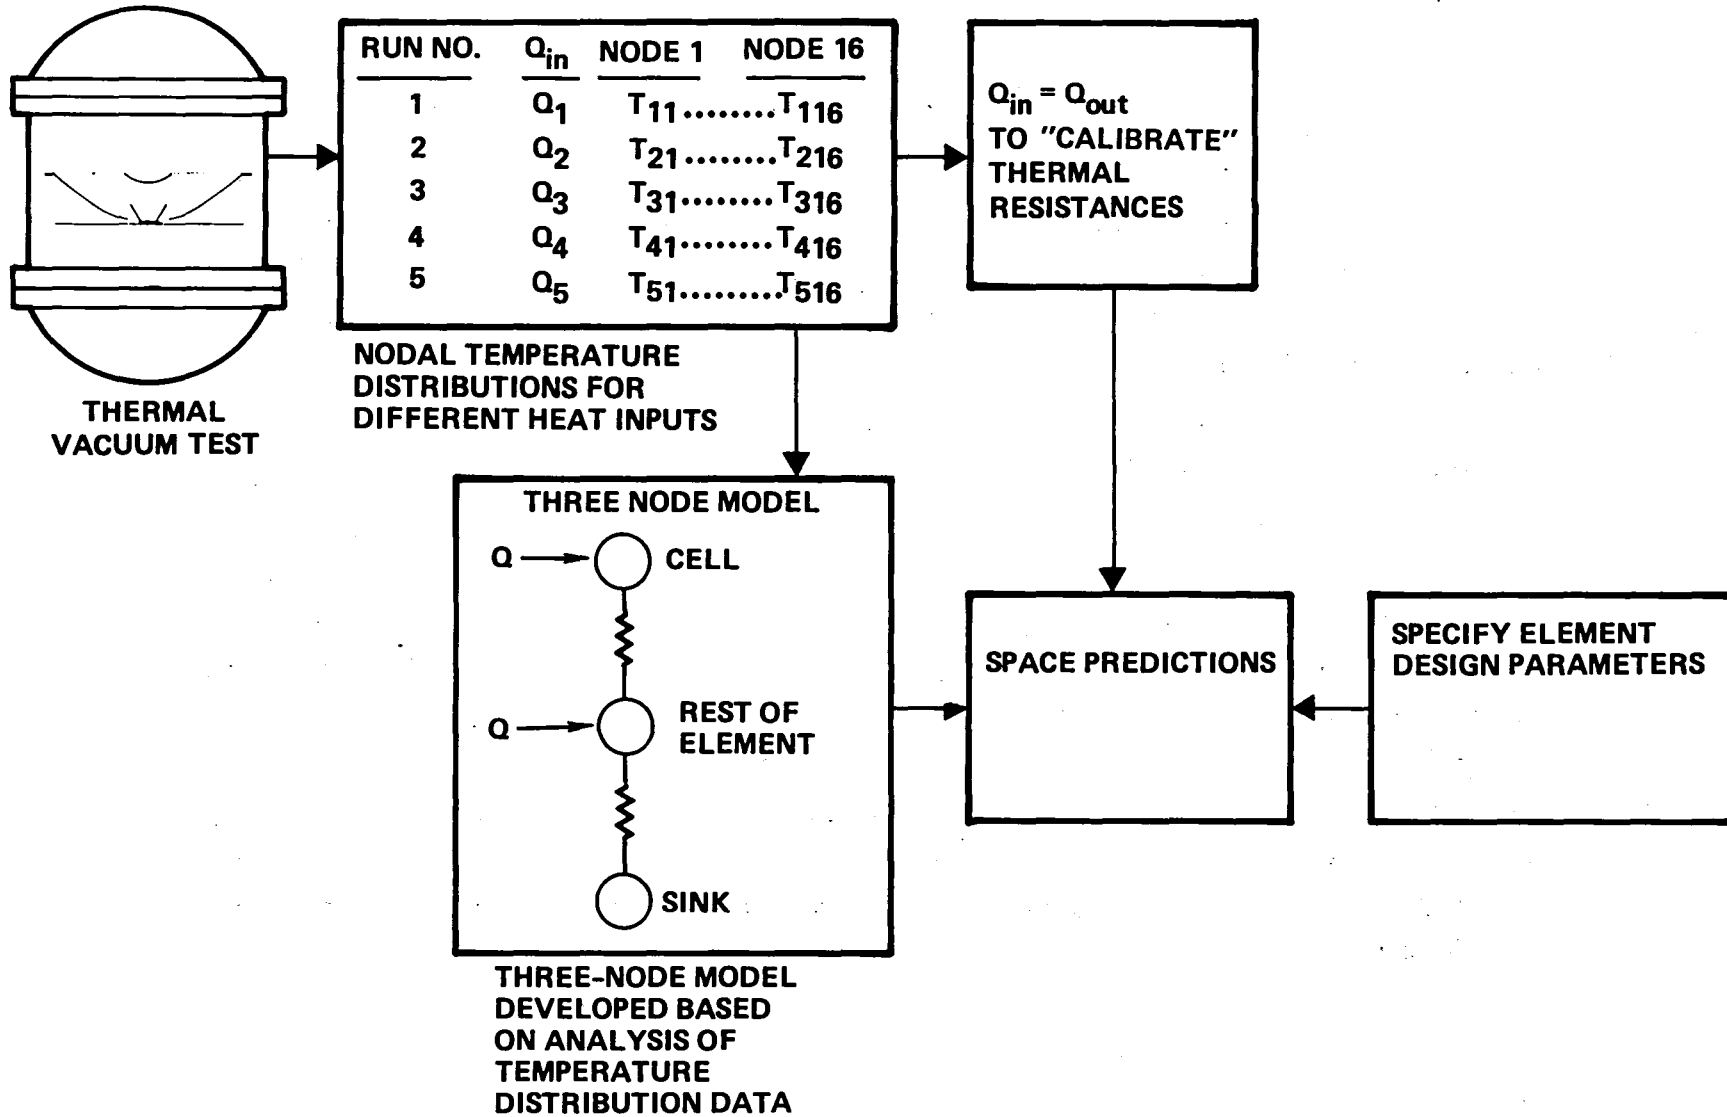 RUN NO. Qin NODE 1 NODE 16
1 Q1 T11........T116
2 Q2 T21........T216
3 Q3 T31........T316
4 Q4 T41........T416
5 Q5 T51.........T516
Qin = Qout
TO "CALIBRATE"
THERMAL
RESISTANCES
NODAL TEMPERATURE
DISTRIBUTIONS FOR
DIFFERENT HEAT INPUTS
THERMAL
VACUUM TEST
THREE NODE MODEL
Q CELL
Q REST OF
ELEMENT
SINK
SPACE PREDICTIONS
SPECIFY ELEMENT
DESIGN PARAMETERS
THREE-NODE MODEL
DEVELOPED BASED
ON ANALYSIS OF
TEMPERATURE
DISTRIBUTION DATA